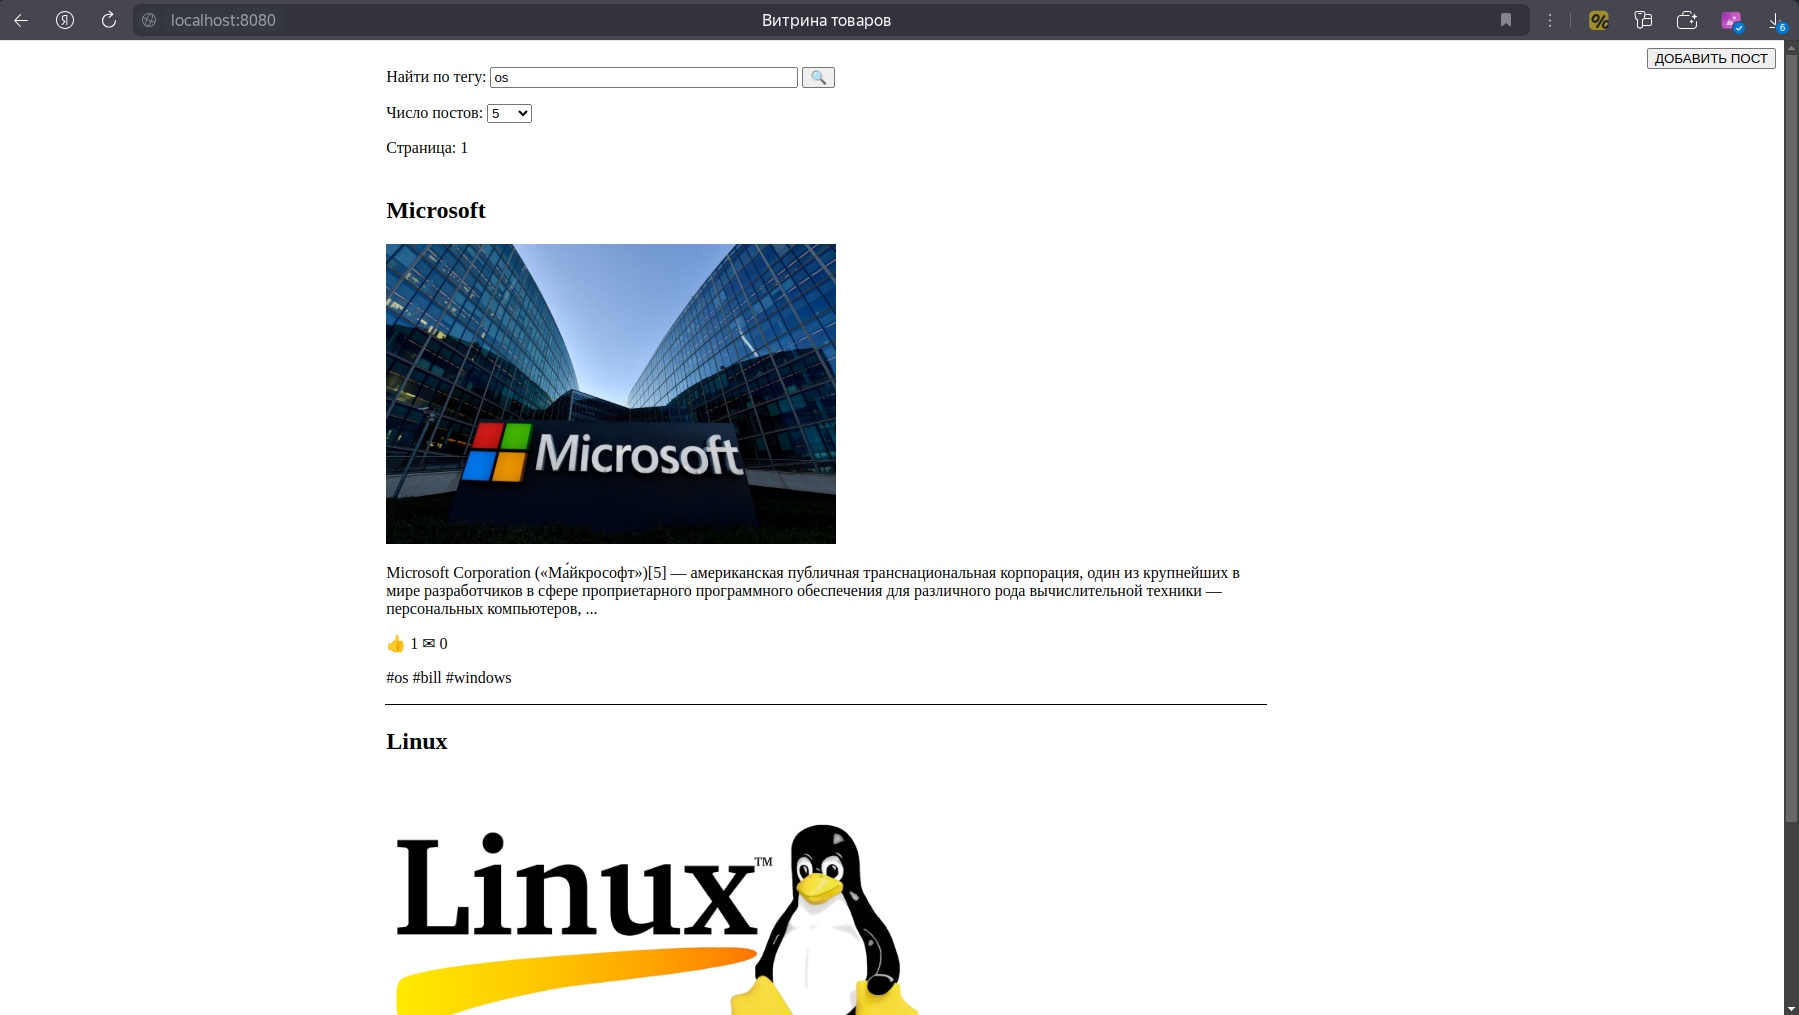 localhost:8080
Витрина товаров
6
ДОБАВИТЬ ПОСТ
Найти по тегу: os
Число постов: 5
Страница: 1
Microsoft
Microsoft
Microsoft Corporation («Ма́йкрософт»)[5] — американская публичная транснациональная корпорация, один из крупнейших в
мире разработчиков в сфере проприетарного программного обеспечения для различного рода вычислительной техники —
персональных компьютеров, ...
👍 1 ✉ 0
#os #bill #windows
Linux
Linux™